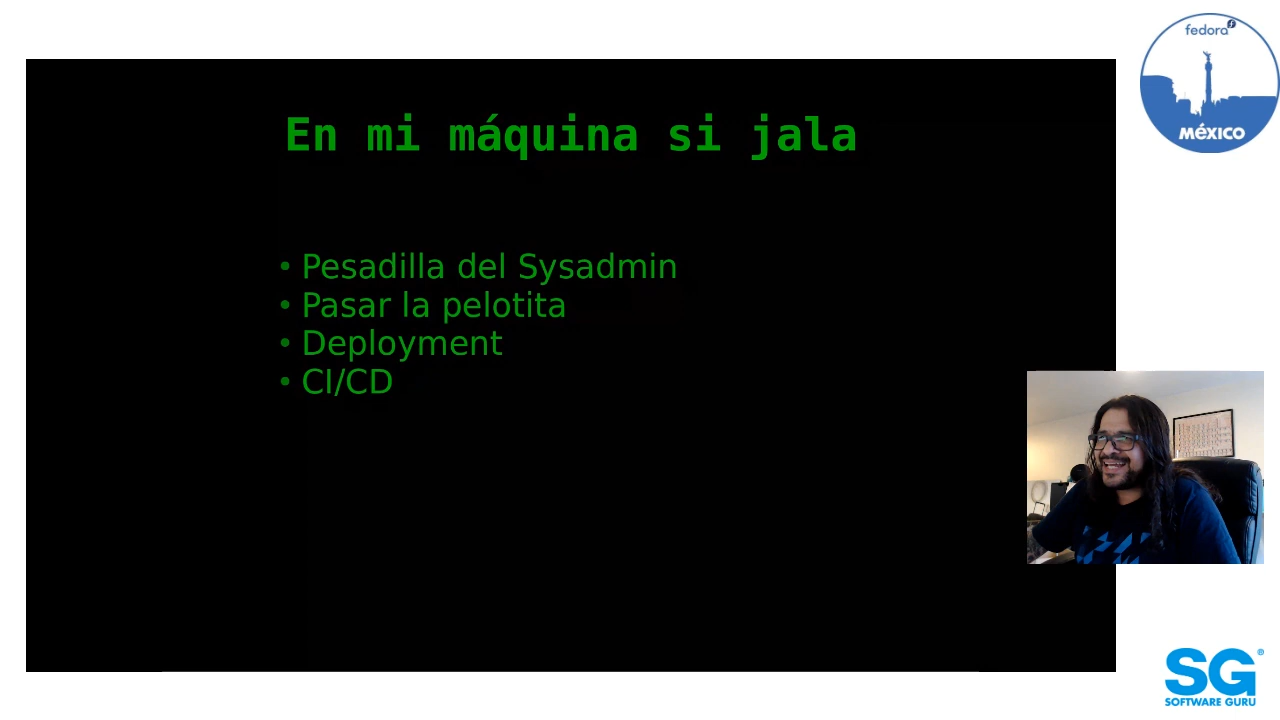 fedora
MÉXICO
En mi máquina si jala
• Pesadilla del Sysadmin
• Pasar la pelotita
• Deployment
• CI/CD
SG®
SOFTWARE GURU